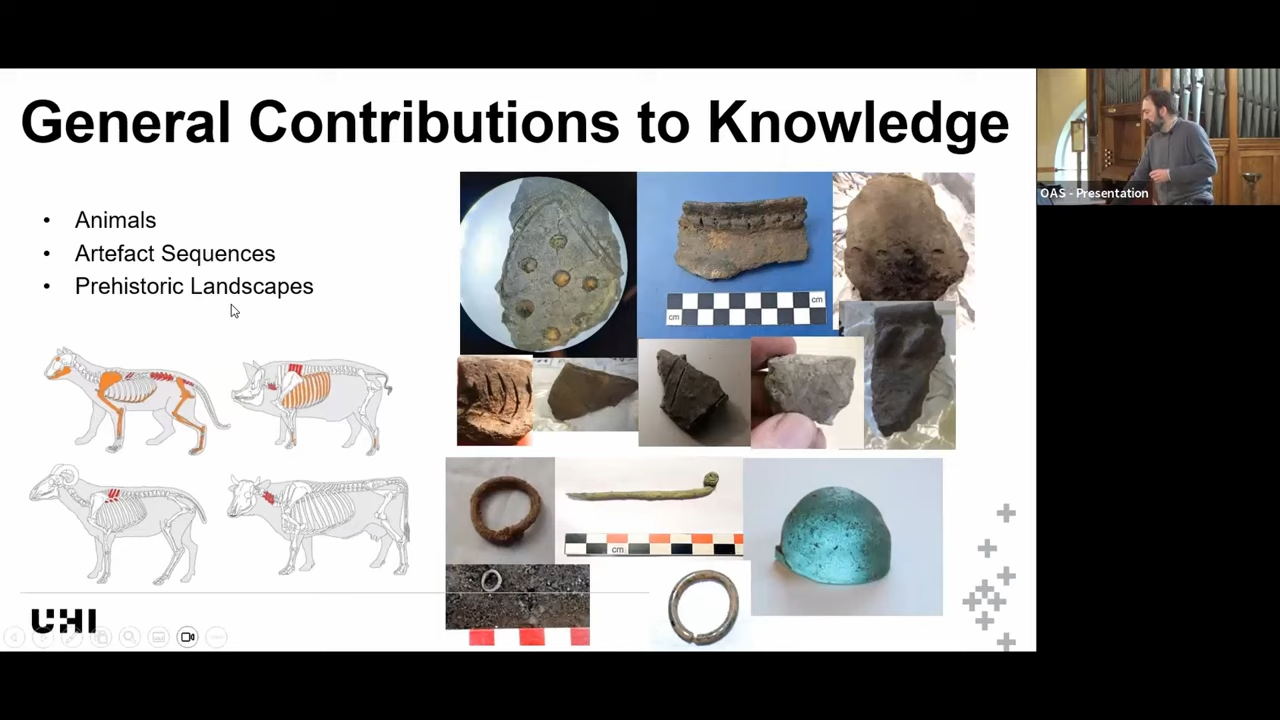 General Contributions to Knowledge
• Animals
• Artefact Sequences
• Prehistoric Landscapes
cm
cm
cm
UHI
OAS - Presentation